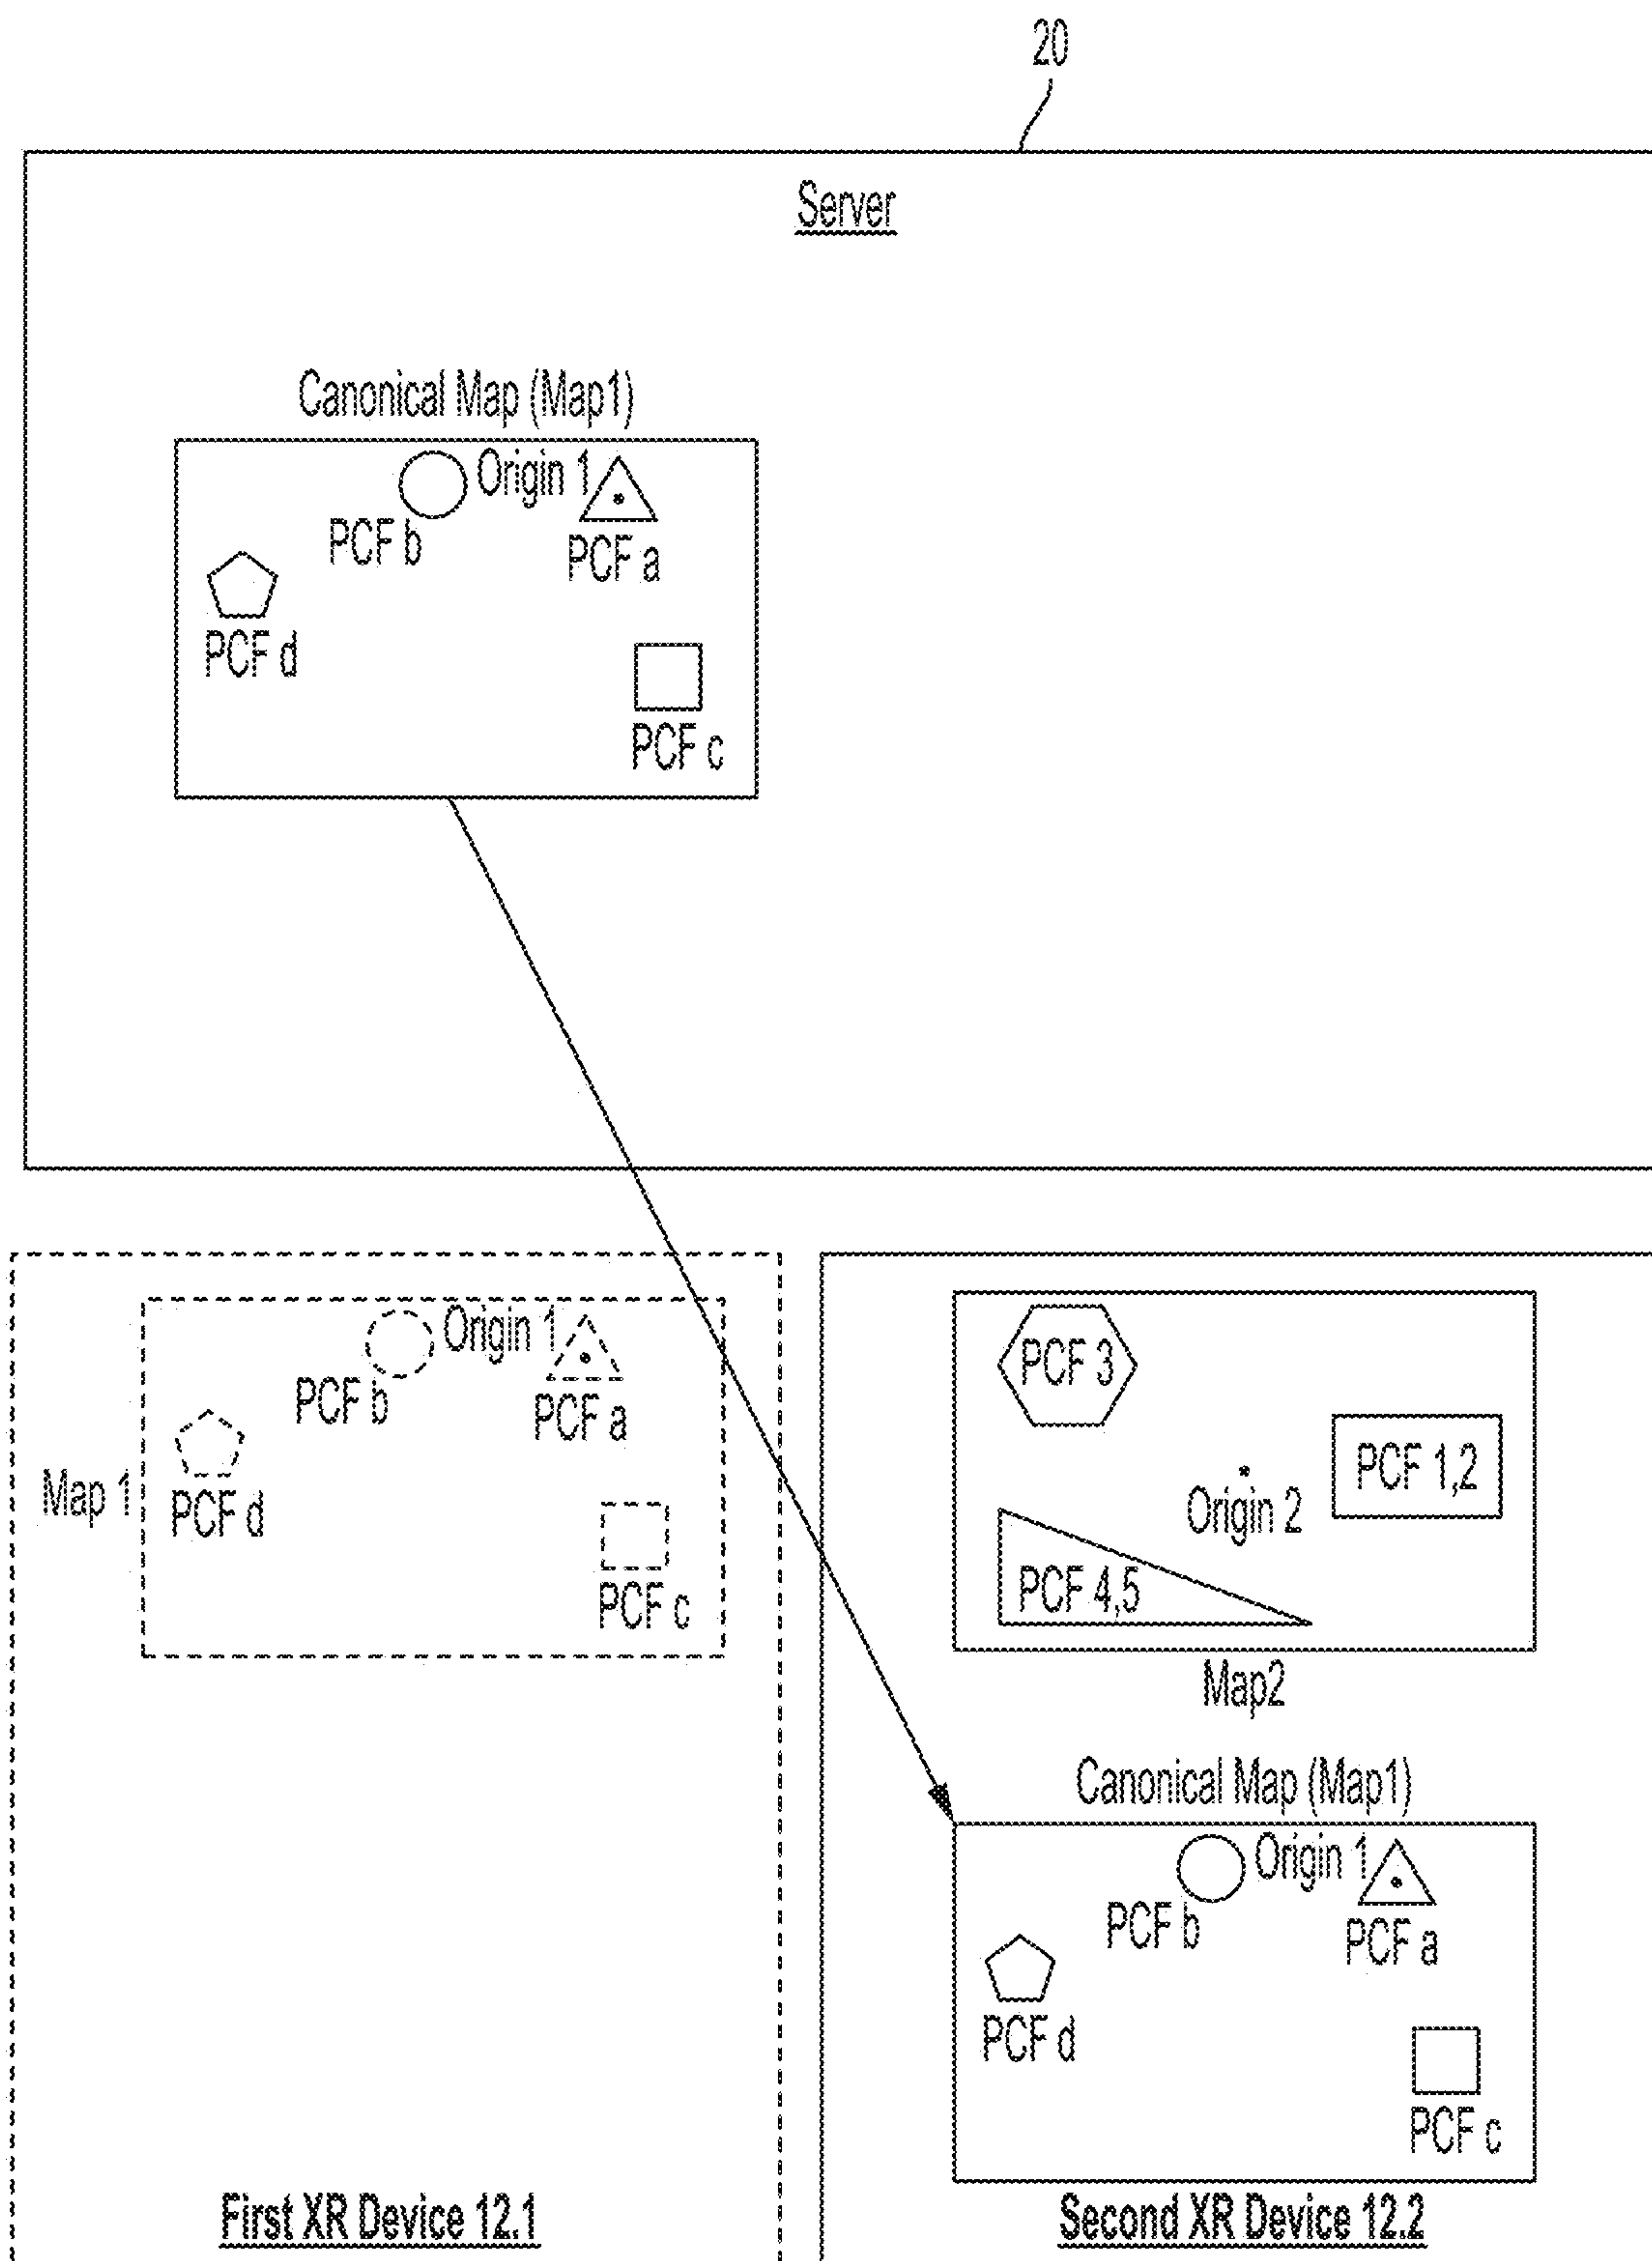 20
Server
Canonical Map (Map1)
Origin 1
PCF b
PCF a
PCF d
PCF c
Origin 1
PCF b
PCF a
Map 1
PCF d
PCF c
First XR Device 12.1
PCF 3
PCF 1,2
Origin 2
PCF 4,5
Map2
Canonical Map (Map1)
Origin 1
PCF b
PCF a
PCF d
PCF c
Second XR Device 12.2